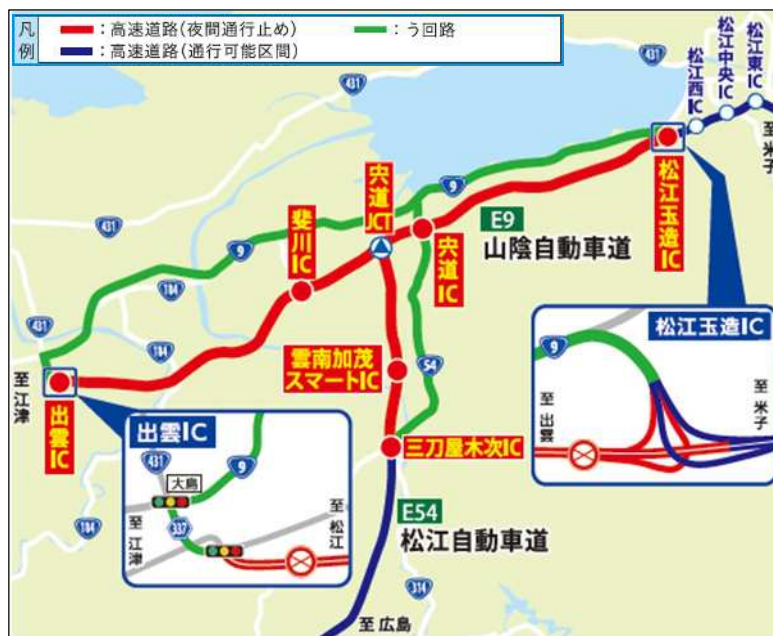 凡例
：高速道路(夜間通行止め)
：う回路
：高速道路(通行可能区間)
431
431
松江西IC
松江中央IC
松江東IC
至米子
松江玉造IC
宍道JCT
9
E9
山陰自動車道
宍道IC
斐川IC
431
9
184
54
431
184
至江津
出雲IC
雲南加茂
スマートIC
三刀屋木次IC
E54
松江自動車道
184
314
至広島
出雲IC
431
9
大島
337
至江津
至松江
松江玉造IC
9
至出雲
至米子